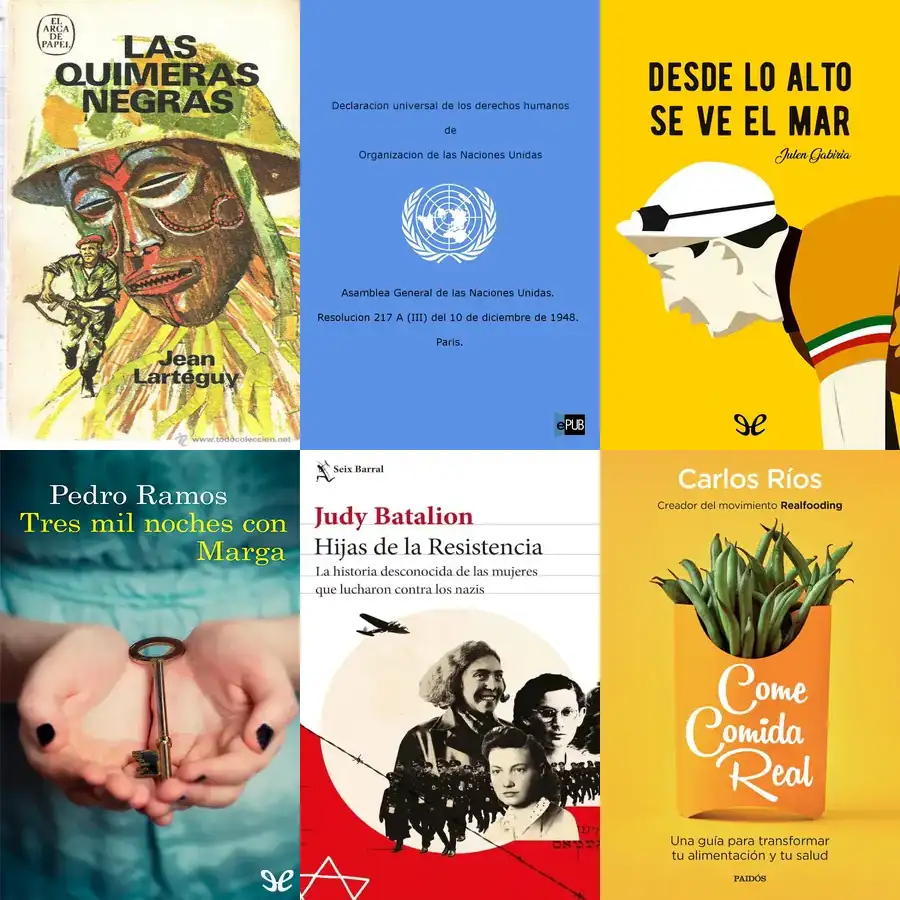 EL
ARCA
DE
PAPEL
LAS
QUIMERAS
NEGRAS
Jean
Lartéguy
www.todocoleccion.net
Declaracion universal de los derechos humanos
de
Organizacion de las Naciones Unidas
Asamblea General de las Naciones Unidas.
Resolucion 217 A (III) del 10 de diciembre de 1948.
Paris.
ePUB
DESDE LO ALTO
SE VE EL MAR
Julen Gabiria
Pedro Ramos
Tres mil noches con
Marga
Seix Barral
Judy Batalion
Hijas de la Resistencia
La historia desconocida de las mujeres
que lucharon contra los nazis
Carlos Ríos
Creador del movimiento Realfooding
Come
Comida
Real
Una guía para transformar
tu alimentación y tu salud
PAIDÓS